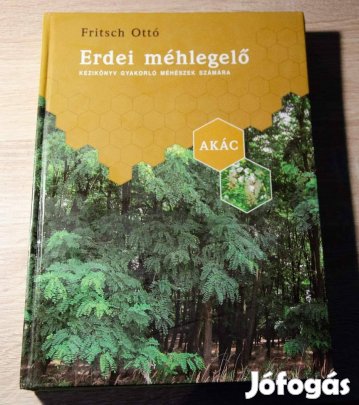 Fritsch Ottó
Erdei méhlegelő
KÉZIKÖNYV GYAKORLÓ MÉHÉSZEK SZÁMÁRA
AKÁC
Jófogás